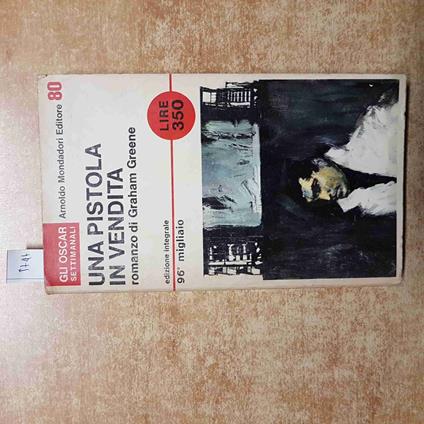 GLI OSCAR
SETTIMANALI
Arnoldo Mondadori Editore 80
UNA PISTOLA
IN VENDITA
romanzo di Graham Greene
edizione integrale
96° migliaio
LIRE
350